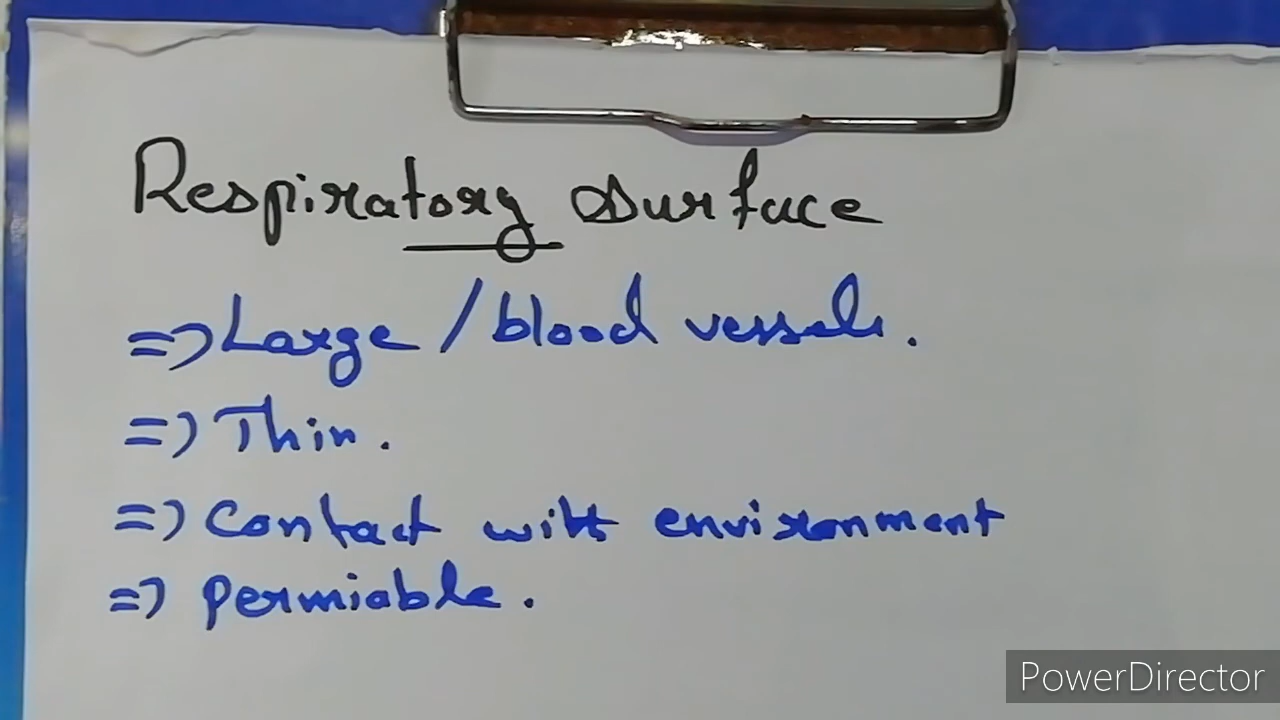 Respiratory surface
=> Large / blood vessels.
=> Thin.
=> Contact with environment
=> permiable.
PowerDirector